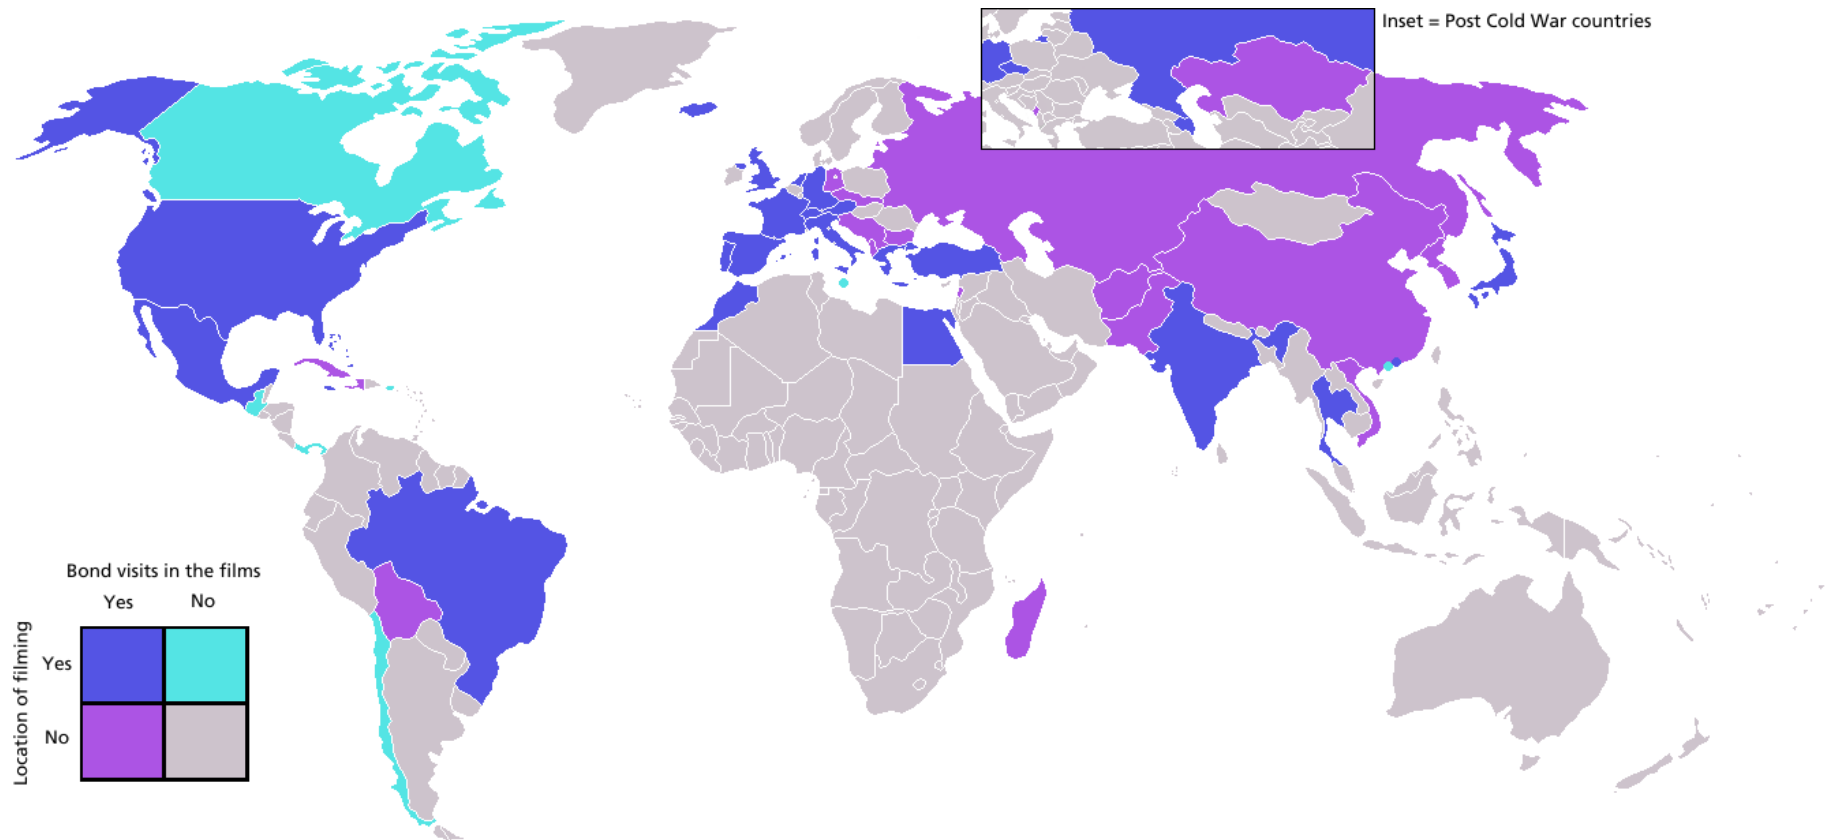 Inset = Post Cold War countries
Bond visits in the films
Yes No
Location of filming
Yes
No